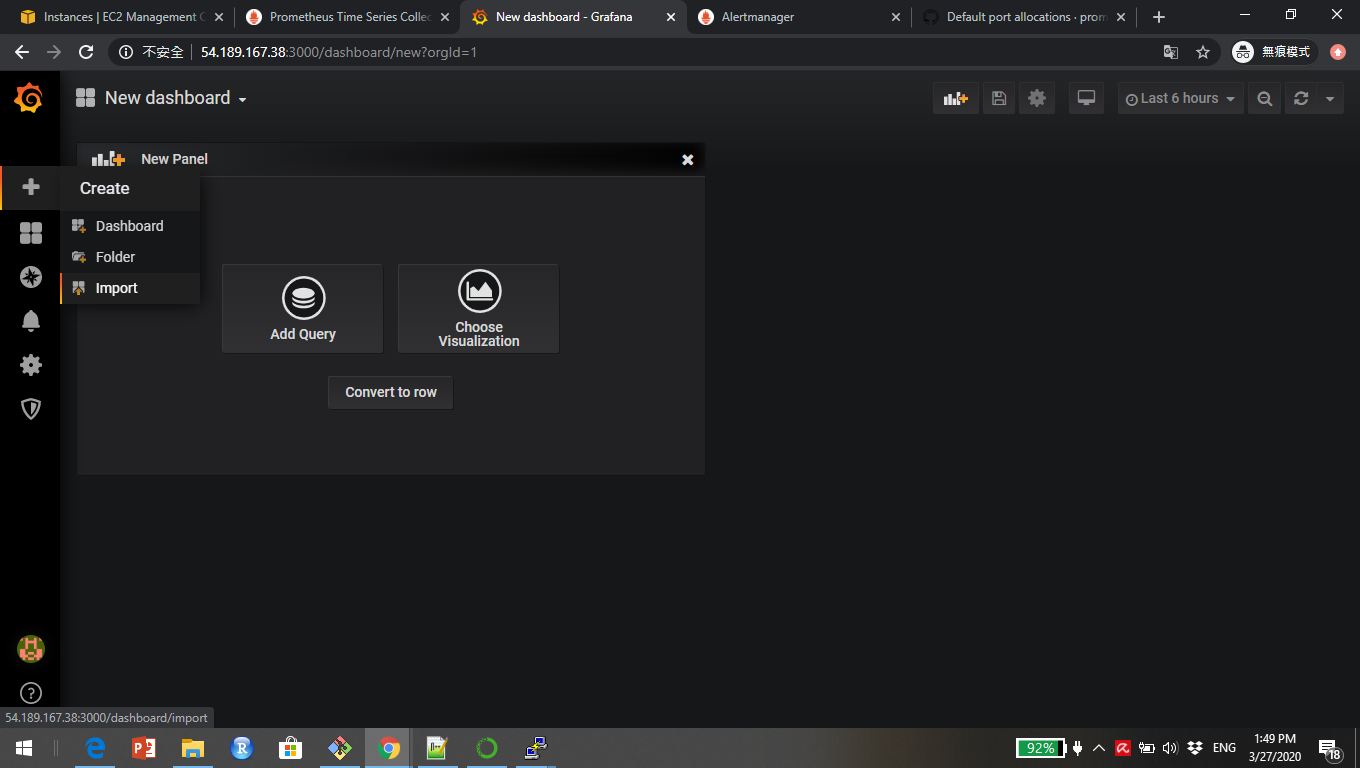 Instances | EC2 Management C
Prometheus Time Series Collec
New dashboard - Grafana
Alertmanager
Default port allocations · prom
不安全
54.189.167.38:3000/dashboard/new?orgId=1
無痕模式
New dashboard
Last 6 hours
New Panel
Create
Dashboard
Folder
Import
Add Query
Choose
Visualization
Convert to row
54.189.167.38:3000/dashboard/import
92%
ENG
1:49 PM
3/27/2020
18